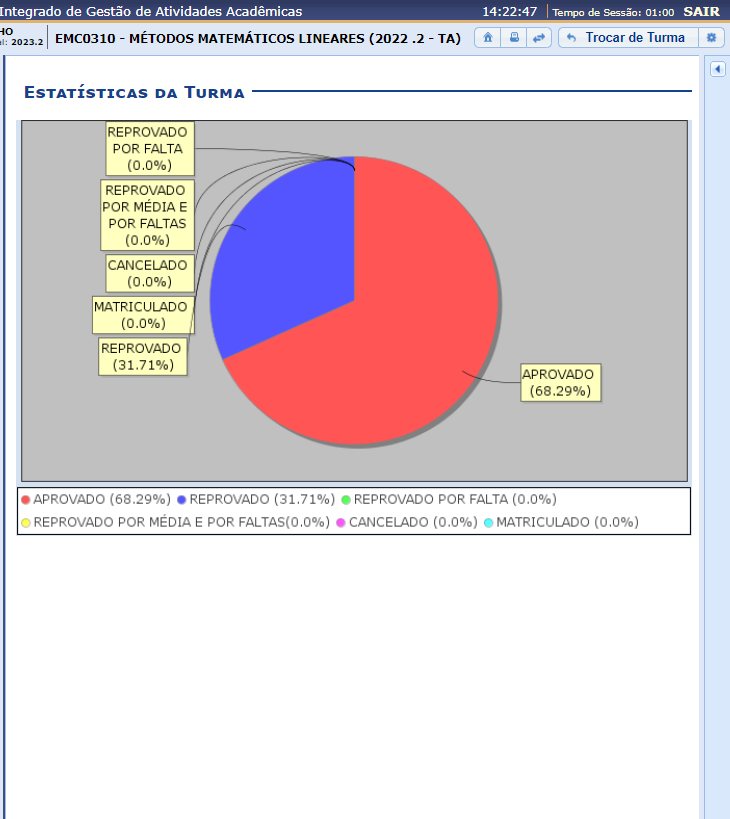 Integrado de Gestão de Atividades Acadêmicas 14:22:47 Tempo de Sessão: 01:00 SAIR
2023.2 EMC0310 - MÉTODOS MATEMÁTICOS LINEARES (2022 .2 - TA) Trocar de Turma
ESTATÍSTICAS DA TURMA
REPROVADO
POR FALTA
(0.0%)
REPROVADO
POR MÉDIA E
POR FALTAS
(0.0%)
CANCELADO
(0.0%)
MATRICULADO
(0.0%)
REPROVADO
(31.71%)
APROVADO
(68.29%)
APROVADO (68.29%) REPROVADO (31.71%) REPROVADO POR FALTA (0.0%)
REPROVADO POR MÉDIA E POR FALTAS(0.0%) CANCELADO (0.0%) MATRICULADO (0.0%)